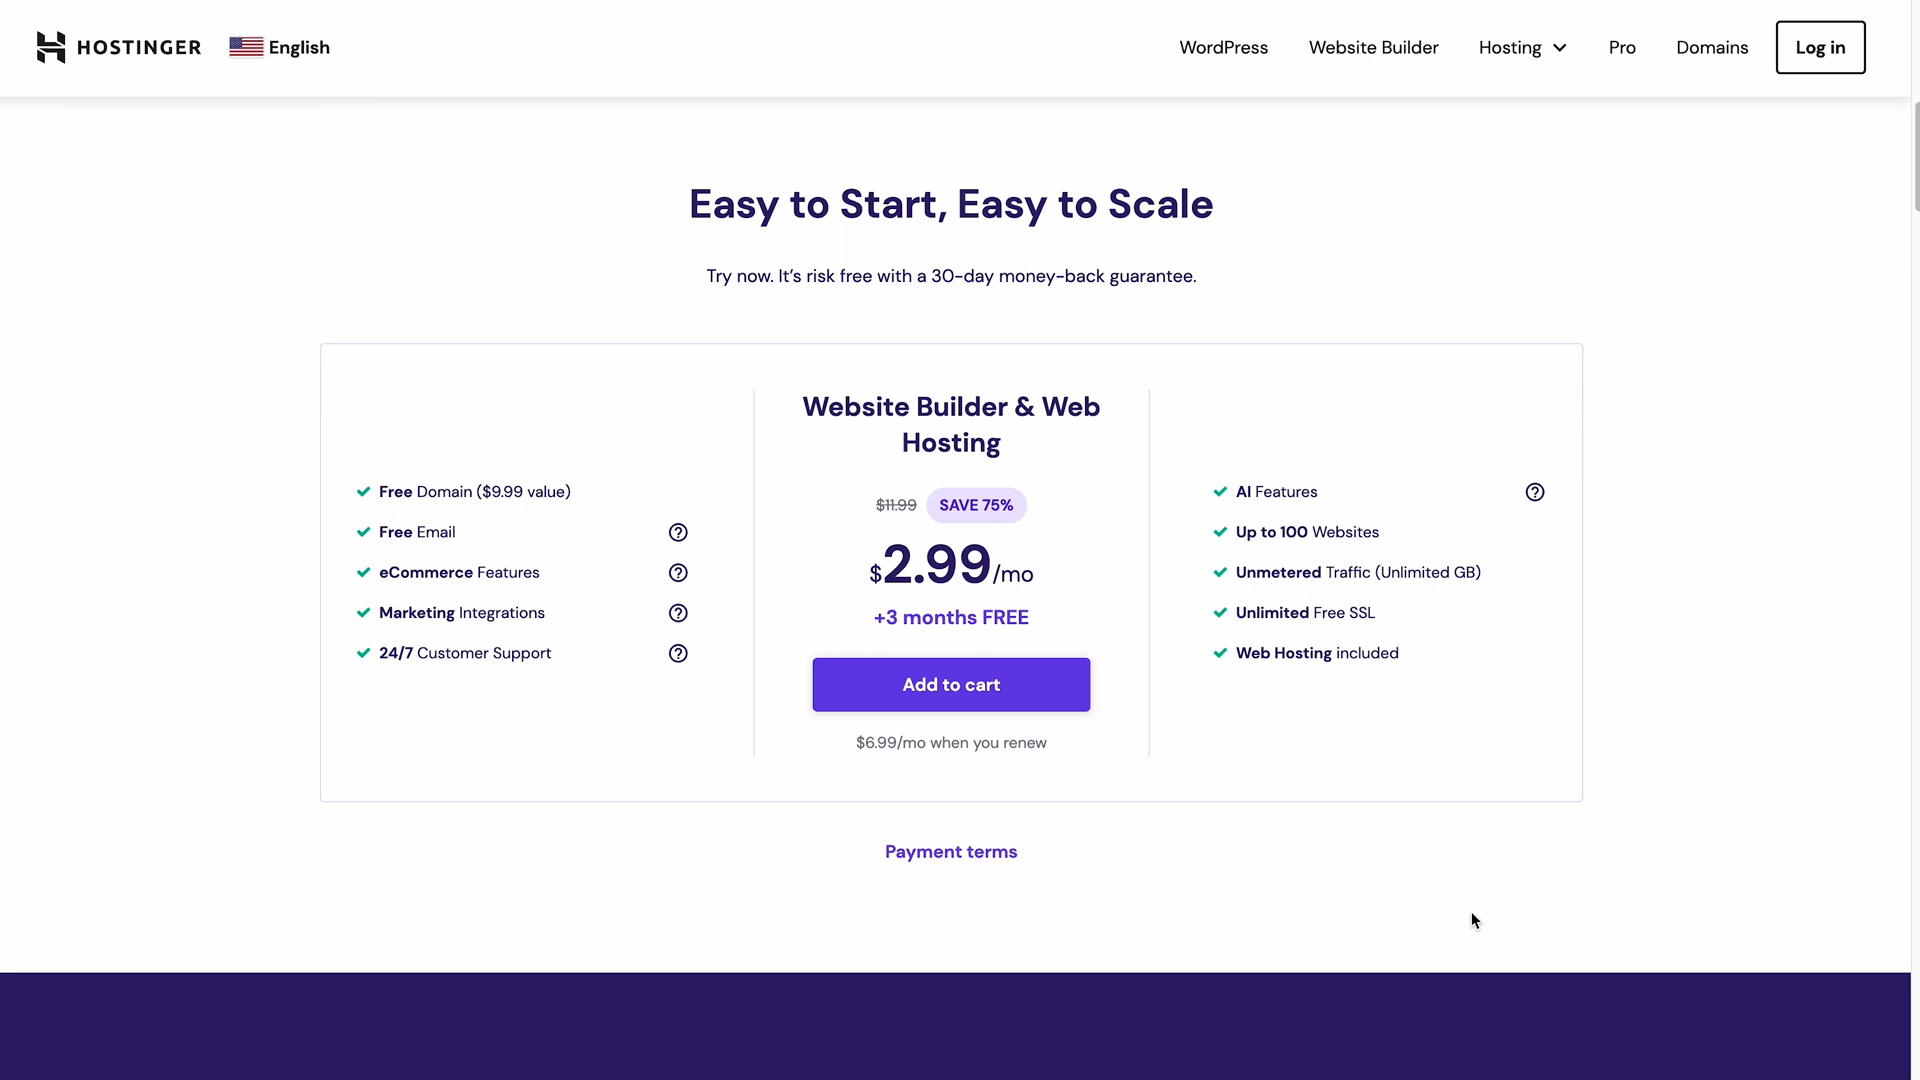 HOSTINGER
English
WordPress
Website Builder
Hosting
Pro
Domains
Log in
Easy to Start, Easy to Scale
Try now. It’s risk free with a 30-day money-back guarantee.
Free Domain ($9.99 value)
Free Email
eCommerce Features
Marketing Integrations
24/7 Customer Support
Website Builder & Web
Hosting
$11.99 SAVE 75%
$2.99/mo
+3 months FREE
Add to cart
$6.99/mo when you renew
AI Features
Up to 100 Websites
Unmetered Traffic (Unlimited GB)
Unlimited Free SSL
Web Hosting included
Payment terms